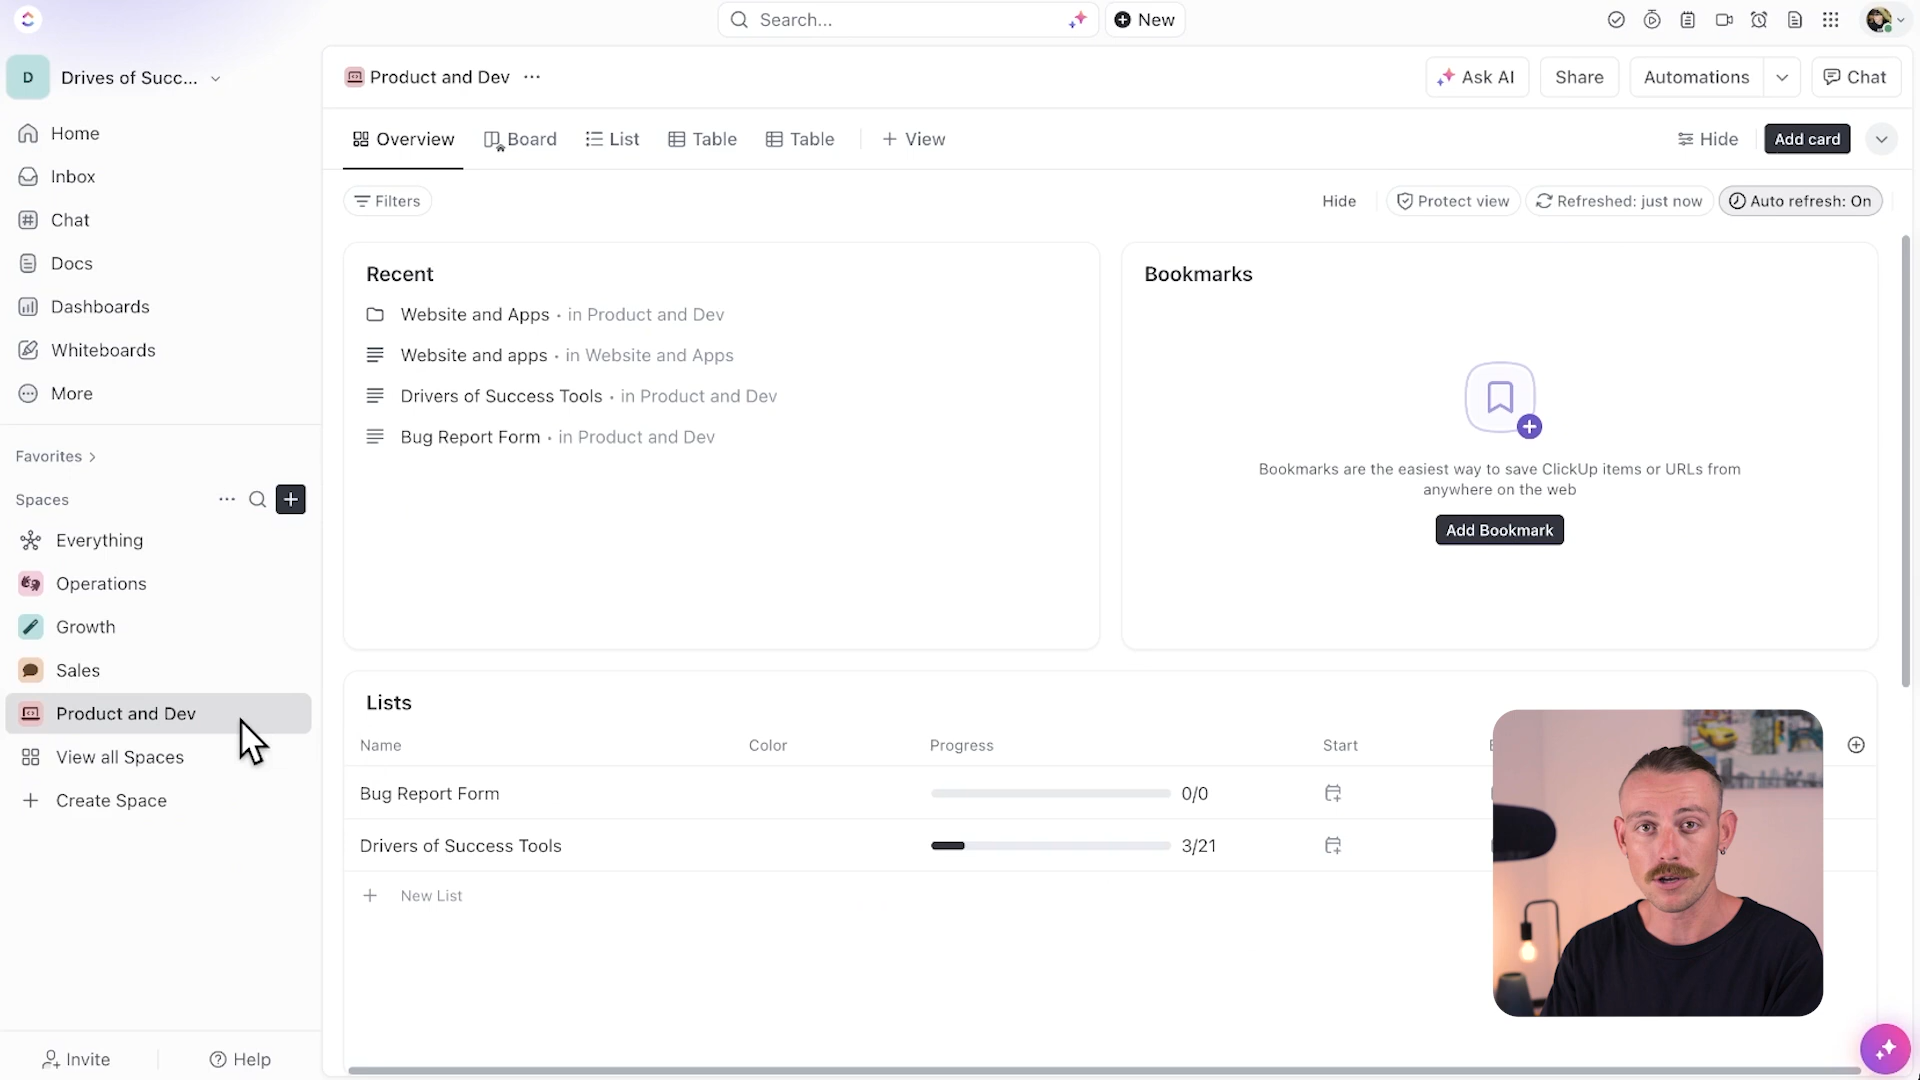 Search...
New
D
Drives of Succ...
Home
Inbox
Chat
Docs
Dashboards
Whiteboards
More
Favorites
Spaces
Everything
Operations
Growth
Sales
Product and Dev
View all Spaces
Create Space
Invite
Help
Product and Dev
Ask AI
Share
Automations
Chat
Overview
Board
List
Table
Table
+ View
Hide
Add card
Filters
Hide
Protect view
Refreshed: just now
Auto refresh: On
Recent
Website and Apps • in Product and Dev
Website and apps • in Website and Apps
Drivers of Success Tools • in Product and Dev
Bug Report Form • in Product and Dev
Bookmarks
Bookmarks are the easiest way to save ClickUp items or URLs from
anywhere on the web
Add Bookmark
Lists
Name Color Progress Start
Bug Report Form 0/0
Drivers of Success Tools 3/21
+ New List